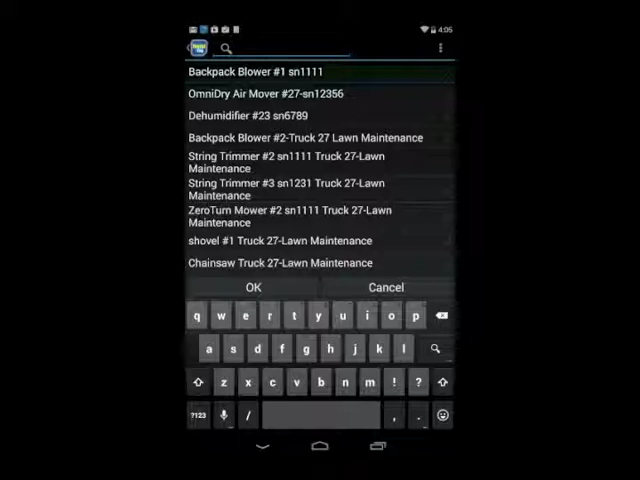 4:05
Backpack Blower #1 sn1111
OmniDry Air Mover #27-sn12356
Dehumidifier #23 sn6789
Backpack Blower #2-Truck 27 Lawn Maintenance
String Trimmer #2 sn1111 Truck 27-Lawn
Maintenance
String Trimmer #3 sn1231 Truck 27-Lawn
Maintenance
ZeroTurn Mower #2 sn1111 Truck 27-Lawn
Maintenance
shovel #1 Truck 27-Lawn Maintenance
Chainsaw Truck 27-Lawn Maintenance
OK Cancel
q w e r t y u i o p
a s d f g h j k l
z x c v b n m ! ?
?123 / , .